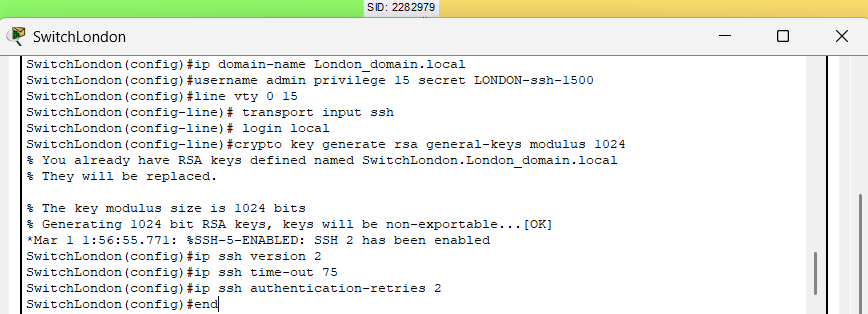 SID: 2282979
SwitchLondon
SwitchLondon(config)#ip domain-name London_domain.local
SwitchLondon(config)#username admin privilege 15 secret LONDON-ssh-1500
SwitchLondon(config)#line vty 0 15
SwitchLondon(config-line)# transport input ssh
SwitchLondon(config-line)# login local
SwitchLondon(config-line)#crypto key generate rsa general-keys modulus 1024
% You already have RSA keys defined named SwitchLondon.London_domain.local
% They will be replaced.
% The key modulus size is 1024 bits
% Generating 1024 bit RSA keys, keys will be non-exportable...[OK]
*Mar 1 1:56:55.771: %SSH-5-ENABLED: SSH 2 has been enabled
SwitchLondon(config)#ip ssh version 2
SwitchLondon(config)#ip ssh time-out 75
SwitchLondon(config)#ip ssh authentication-retries 2
SwitchLondon(config)#end